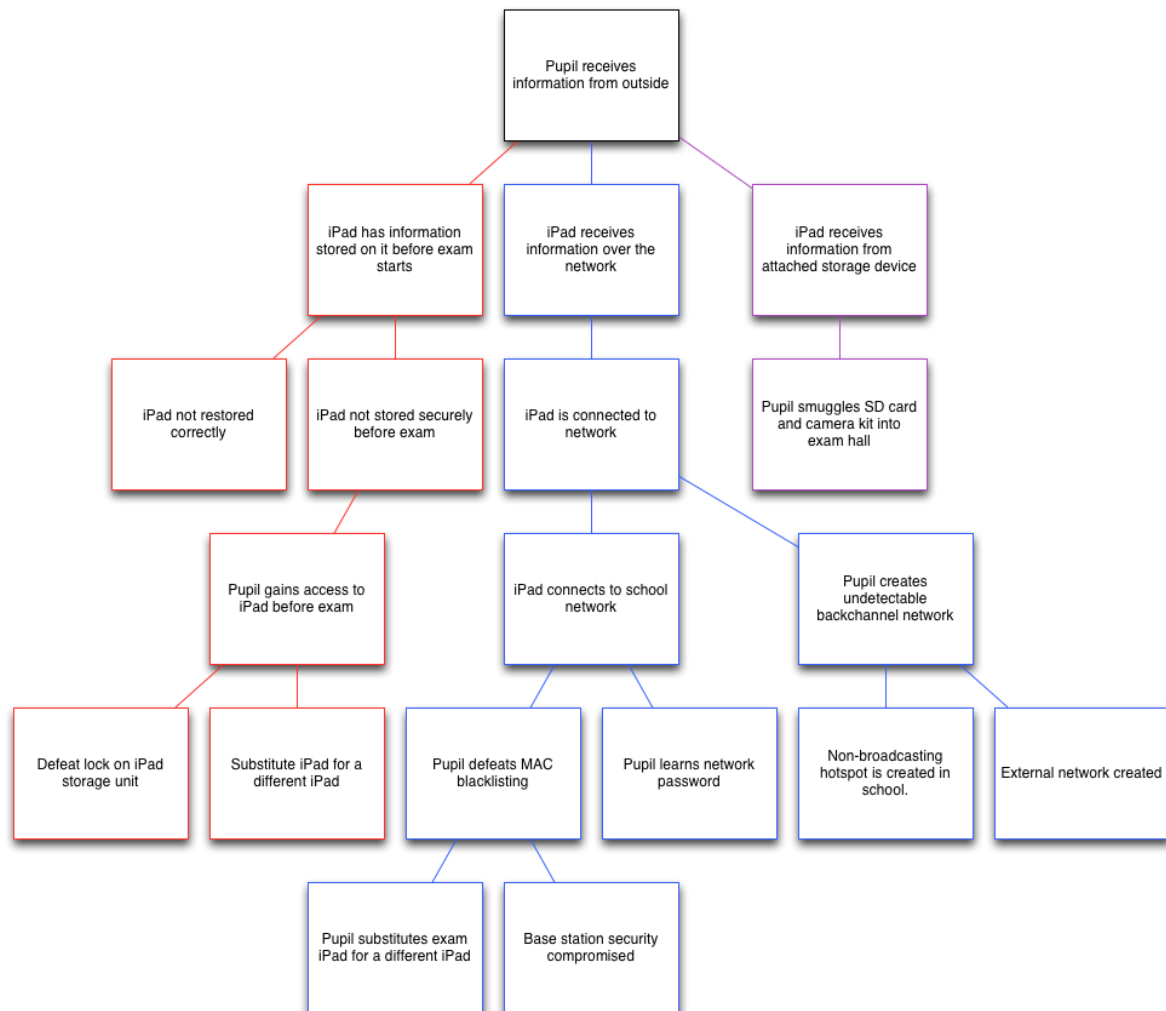 Pupil receives
information from outside
iPad has information
stored on it before exam
starts
iPad receives
information over the
network
iPad receives
information from
attached storage device
iPad not restored
correctly
iPad not stored securely
before exam
iPad is connected to
network
Pupil smuggles SD card
and camera kit into
exam hall
Pupil gains access to
iPad before exam
iPad connects to school
network
Pupil creates
undetectable
backchannel network
Defeat lock on iPad
storage unit
Substitute iPad for a
different iPad
Pupil defeats MAC
blacklisting
Pupil learns network
password
Non-broadcasting
hotspot is created in
school.
External network created
Pupil substitutes exam
iPad for a different iPad
Base station security
compromised